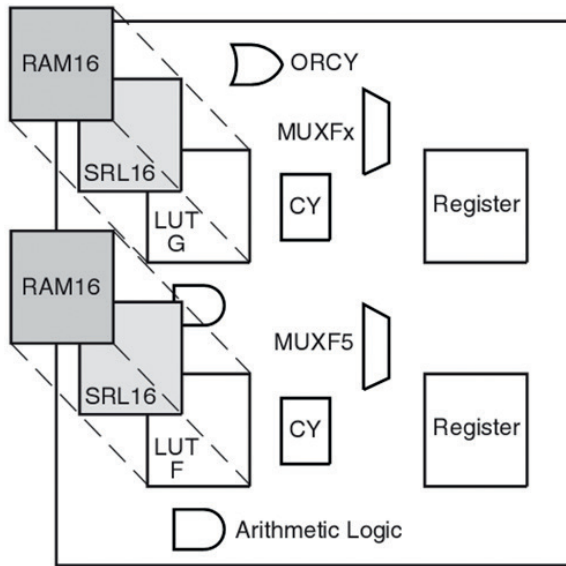 RAM16
ORCY
MUXFx
SRL16
LUT
G
CY
Register
RAM16
MUXF5
SRL16
LUT
F
CY
Register
Arithmetic Logic